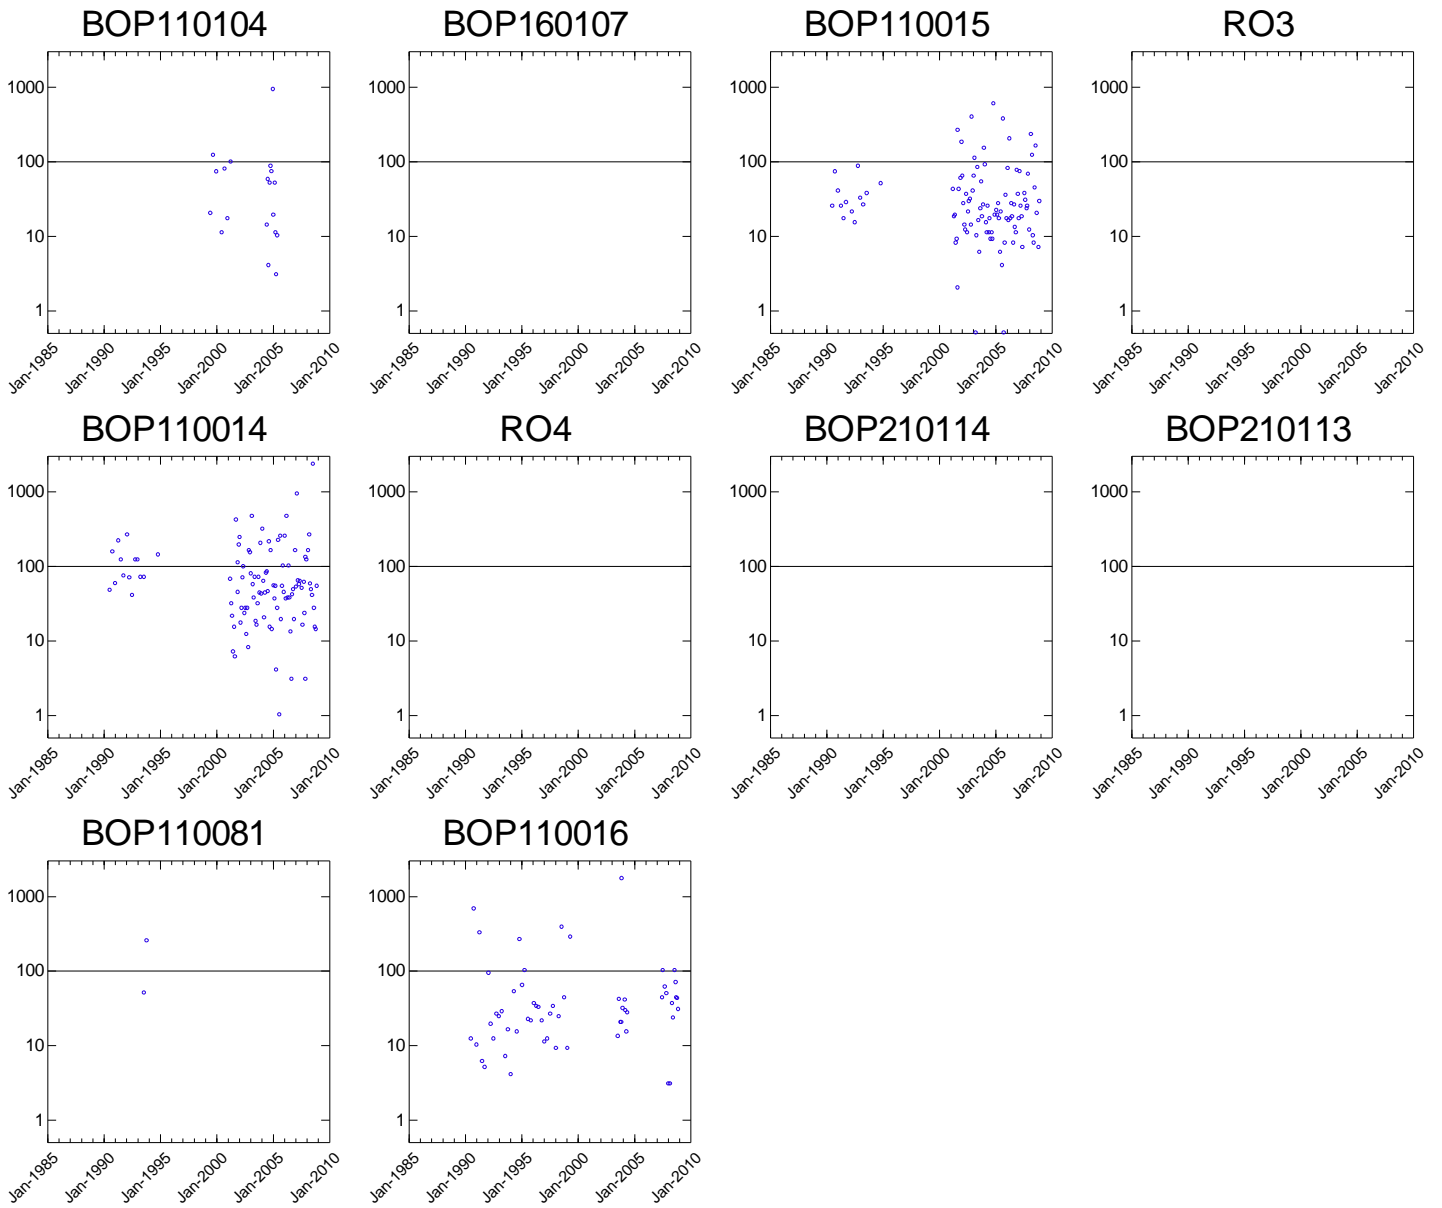 BOP110104 BOP160107 BOP110015 RO3
1000 1000 1000 1000
100 100 100 100
10 10 10 10
1 1 1 1
Jan-1985 Jan-1990 Jan-1995 Jan-2000 Jan-2005 Jan-2010 Jan-1985 Jan-1990 Jan-1995 Jan-2000 Jan-2005 Jan-2010 Jan-1985 Jan-1990 Jan-1995 Jan-2000 Jan-2005 Jan-2010 Jan-1985 Jan-1990 Jan-1995 Jan-2000 Jan-2005 Jan-2010
BOP110014 RO4 BOP210114 BOP210113
1000 1000 1000 1000
100 100 100 100
10 10 10 10
1 1 1 1
Jan-1985 Jan-1990 Jan-1995 Jan-2000 Jan-2005 Jan-2010 Jan-1985 Jan-1990 Jan-1995 Jan-2000 Jan-2005 Jan-2010 Jan-1985 Jan-1990 Jan-1995 Jan-2000 Jan-2005 Jan-2010 Jan-1985 Jan-1990 Jan-1995 Jan-2000 Jan-2005 Jan-2010
BOP110081 BOP110016
1000 1000
100 100
10 10
1 1
Jan-1985 Jan-1990 Jan-1995 Jan-2000 Jan-2005 Jan-2010 Jan-1985 Jan-1990 Jan-1995 Jan-2000 Jan-2005 Jan-2010